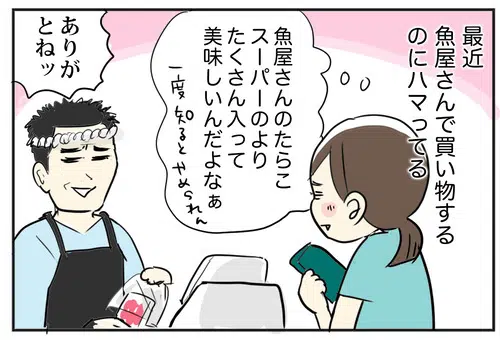 最近
魚屋さんで買い物する
のにハマってる
魚屋さんのたらこ
スーパーのより
たくさん入って
美味しいんだよなぁ
一度知ると
やめられん
ありが
とねッ